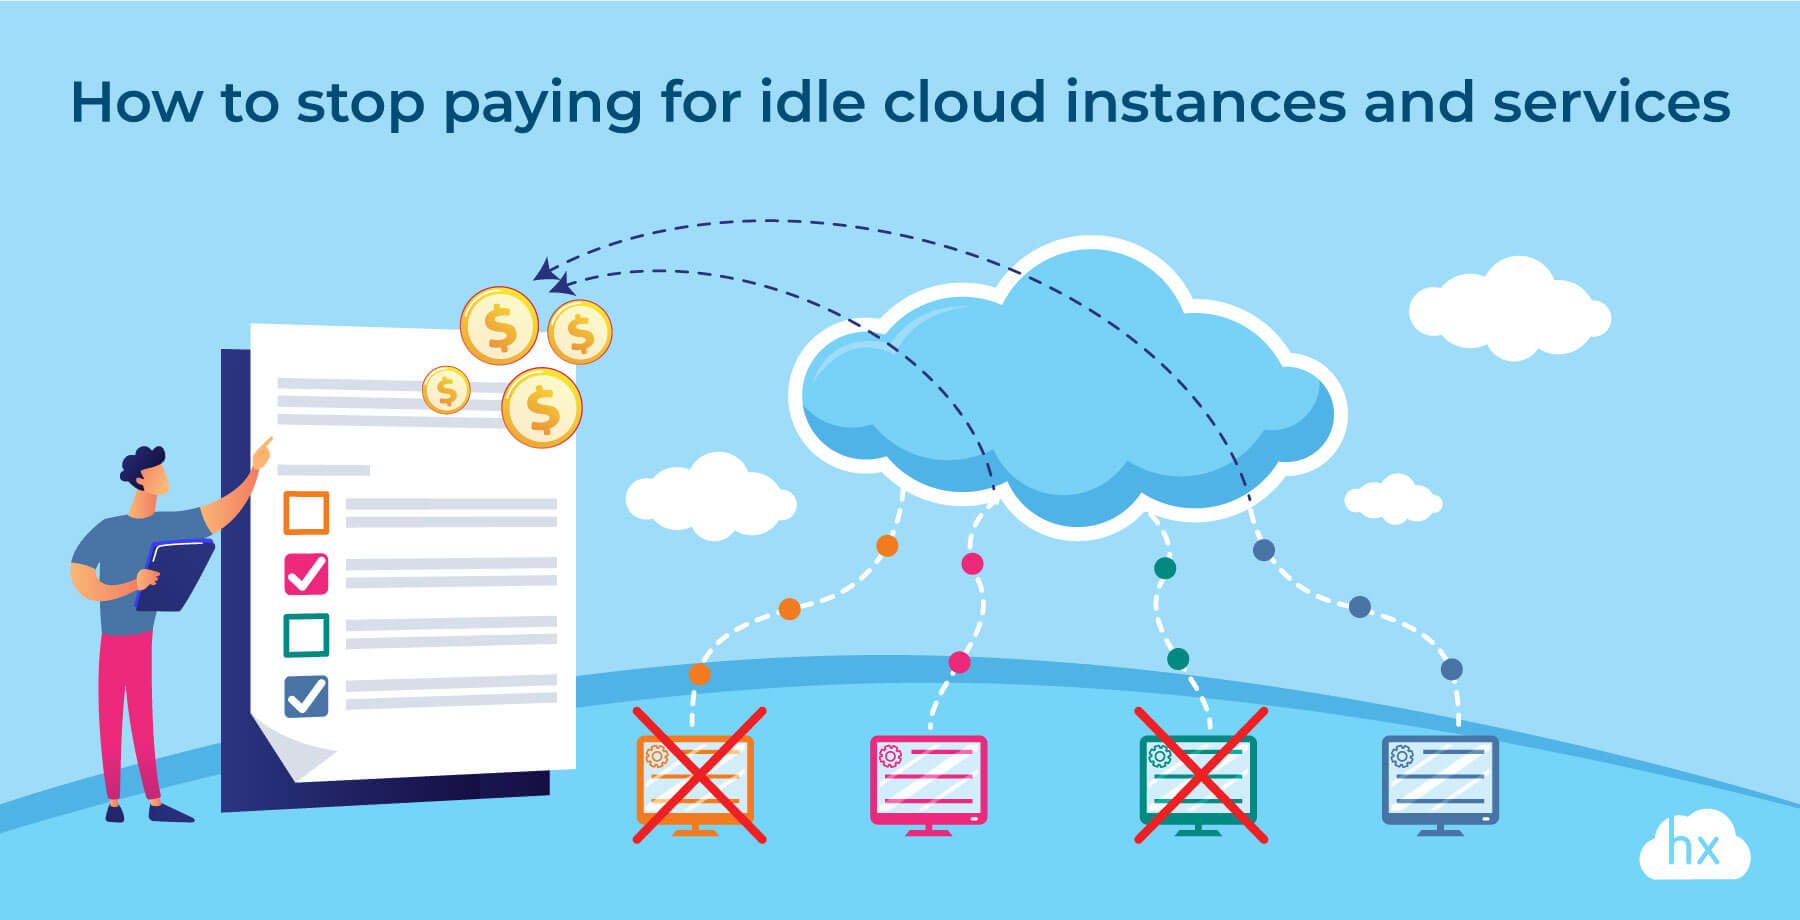 How to stop paying for idle cloud instances and services
$ $
$ $
hx